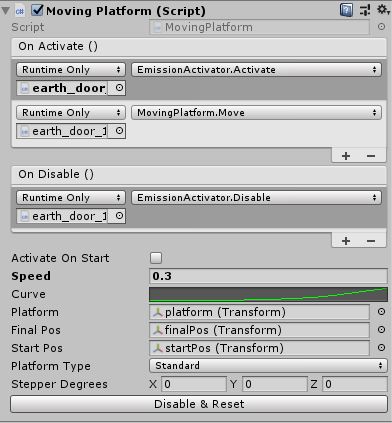 Moving Platform (Script)
Script MovingPlatform
On Activate ()
Runtime Only EmissionActivator.Activate
earth_door_
Runtime Only MovingPlatform.Move
earth_door_1
+ −
On Disable ()
Runtime Only EmissionActivator.Disable
earth_door_1
+ −
Activate On Start
Speed 0.3
Curve
Platform platform (Transform)
Final Pos finalPos (Transform)
Start Pos startPos (Transform)
Platform Type Standard
Stepper Degrees X 0 Y 0 Z 0
Disable & Reset